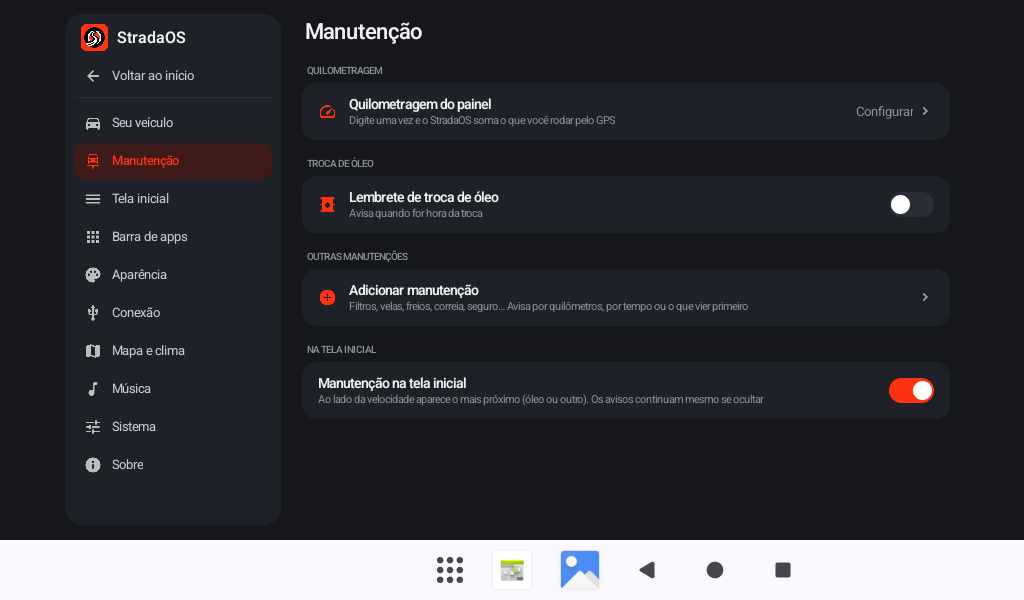 StradaOS
Voltar ao início
Seu veículo
Manutenção
Tela inicial
Barra de apps
Aparência
Conexão
Mapa e clima
Música
Sistema
Sobre
Manutenção
QUILOMETRAGEM
Quilometragem do painel
Digite uma vez e o StradaOS soma o que você rodar pelo GPS
Configurar
TROCA DE ÓLEO
Lembrete de troca de óleo
Avisa quando for hora da troca
OUTRAS MANUTENÇÕES
Adicionar manutenção
Filtros, velas, freios, correia, seguro... Avisa por quilômetros, por tempo ou o que vier primeiro
NA TELA INICIAL
Manutenção na tela inicial
Ao lado da velocidade aparece o mais próximo (óleo ou outro). Os avisos continuam mesmo se ocultar